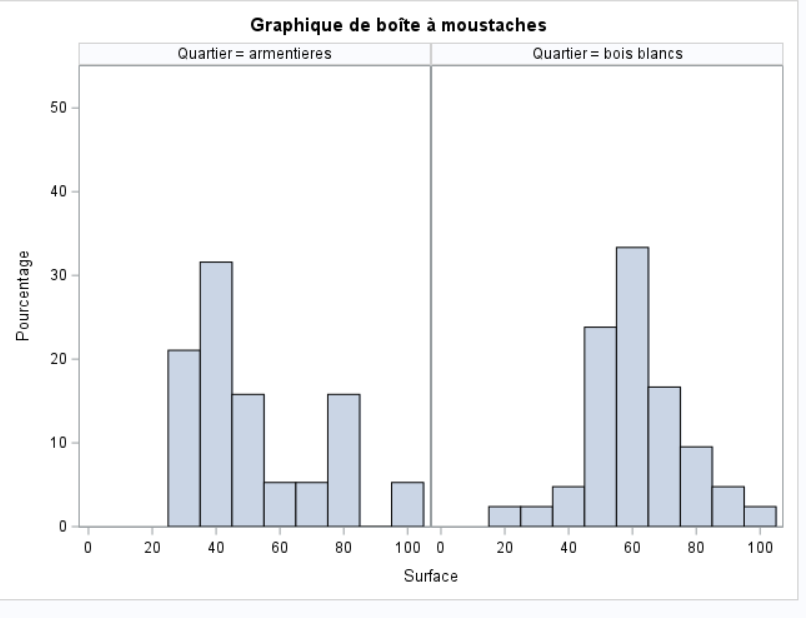 Graphique de boîte à moustaches
Quartier = armentieres Quartier = bois blancs
50
40
30
20
10
0
Pourcentage
0 20 40 60 80 100 0 20 40 60 80 100
Surface